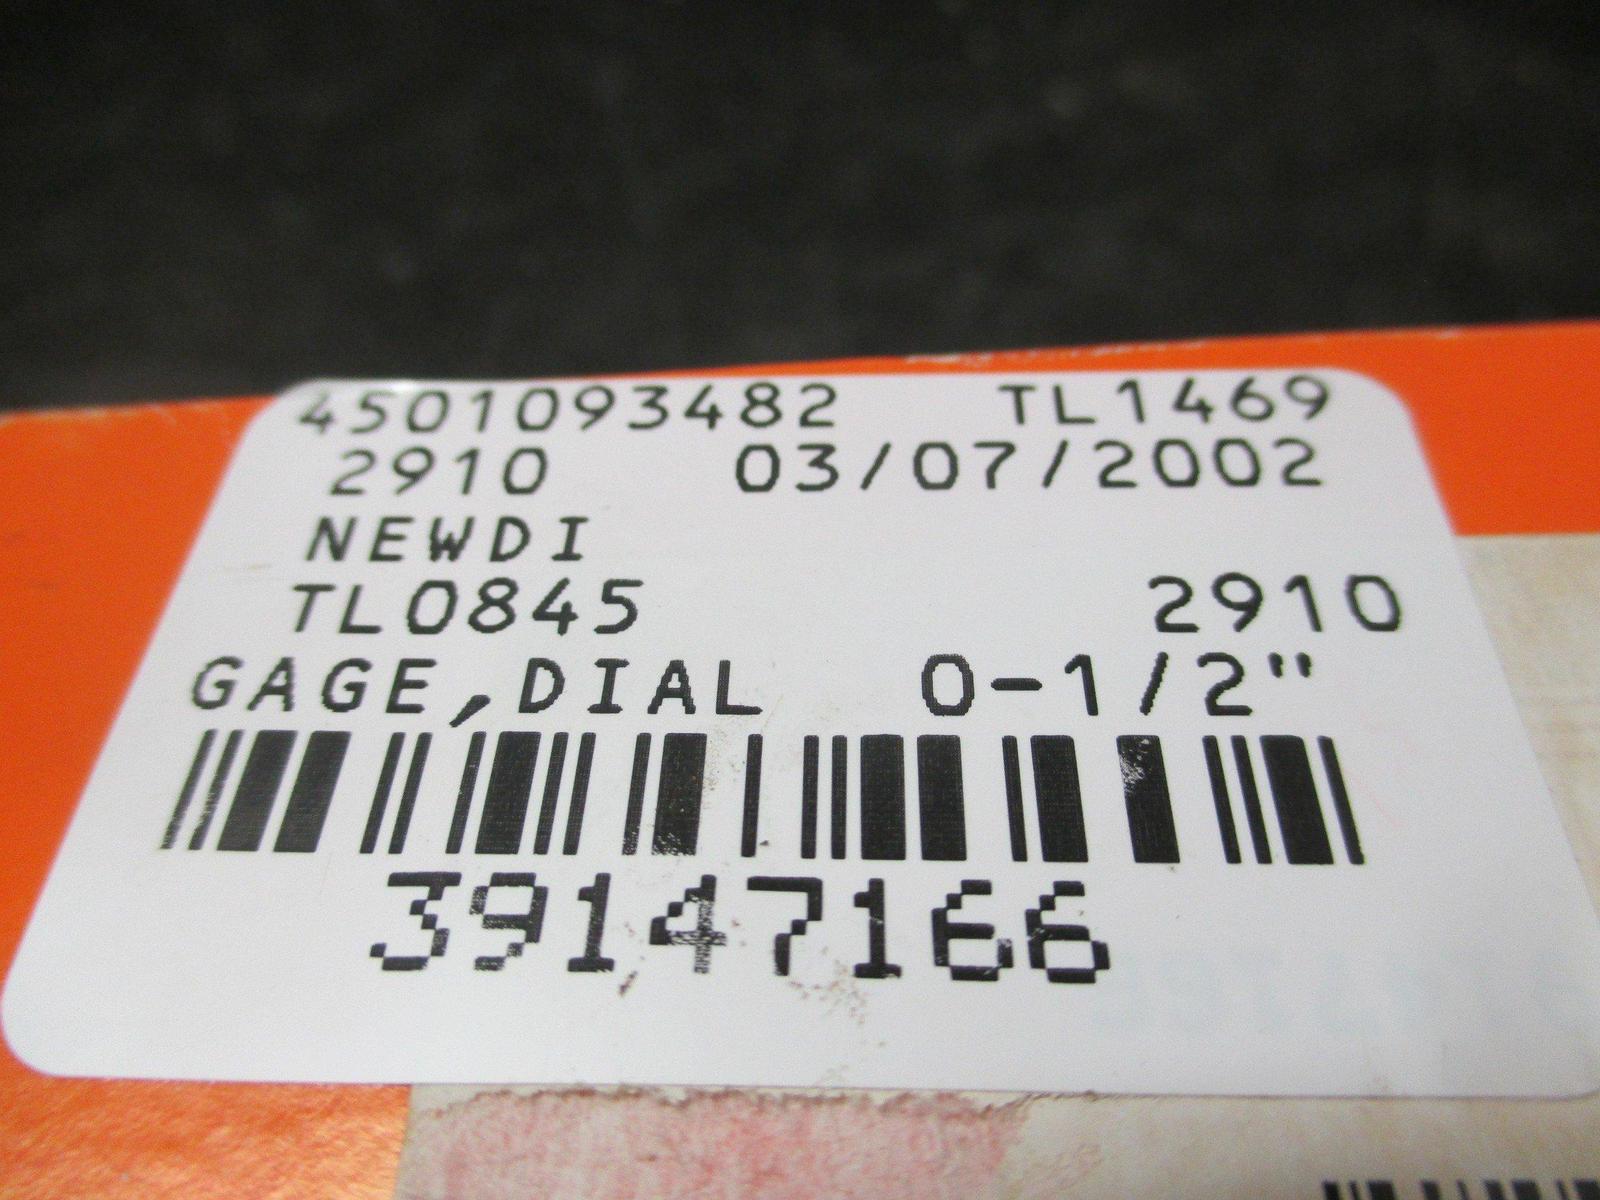 4501093482 TL1469
2910 03/07/2002
NEWDI
TL0845 2910
GAGE,DIAL 0-1/2"
39147166